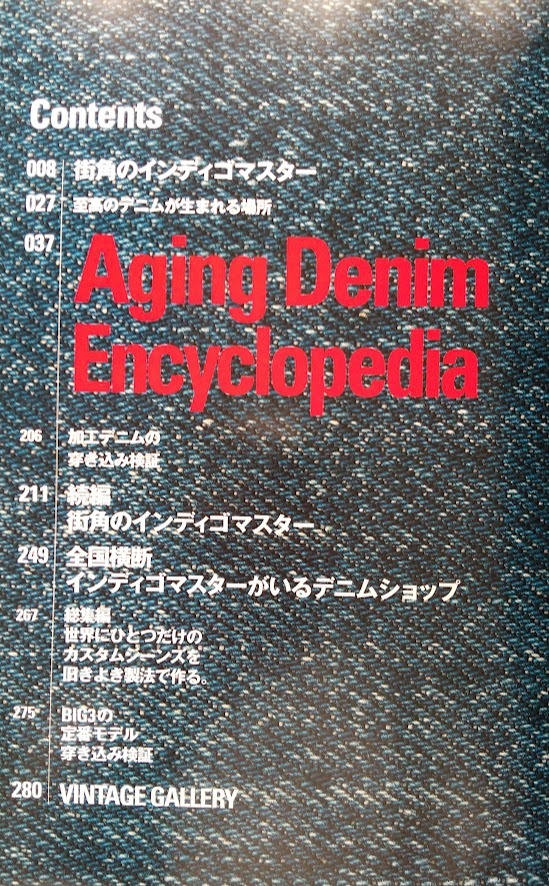 Contents
008 街角のインディゴマスター
027 至高のデニムが生まれる場所
037 Aging Denim
Encyclopedia
206 加工デニムの
穿き込み検証
211 続編
街角のインディゴマスター
249 全国横断
インディゴマスターがいるデニムショップ
267 総集編
世界にひとつだけの
カスタムジーンズを
旧きよき製法で作る。
275 BIG3の
定番モデル
穿き込み検証
280 VINTAGE GALLERY